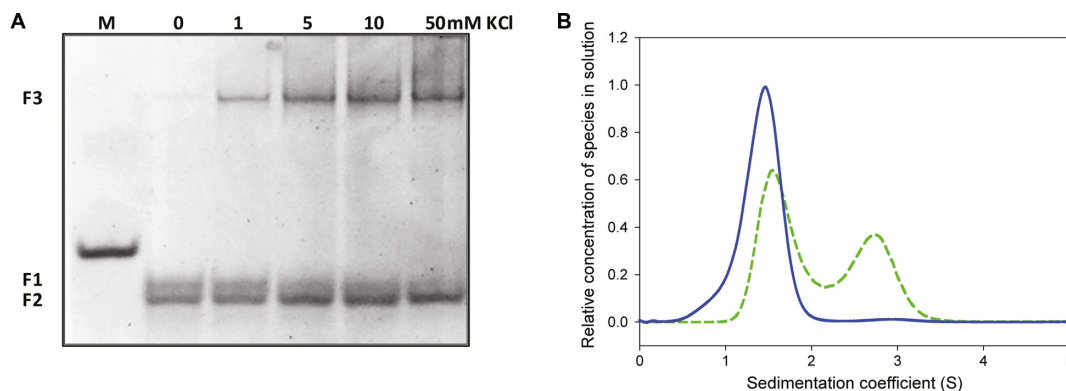 A
M 0 1 5 10 50mM KCl
F3
F1
F2
B
Relative concentration of species in solution
1.2
1.0
0.8
0.6
0.4
0.2
0.0
0 1 2 3 4
Sedimentation coefficient (S)